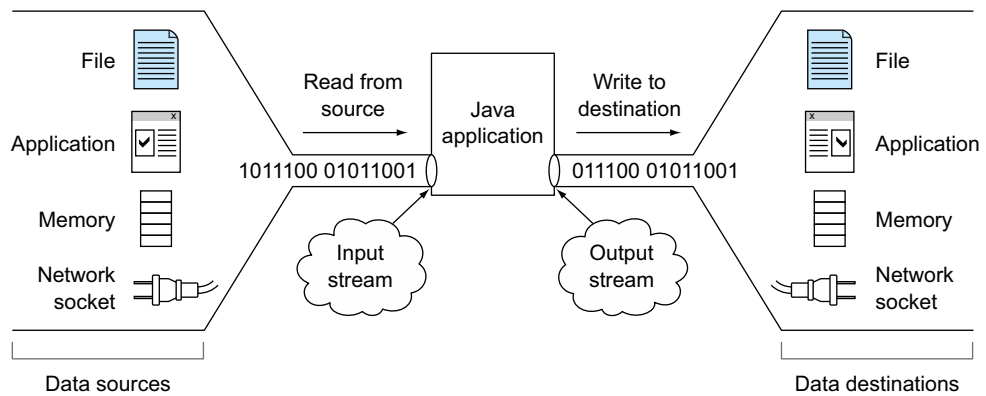 File
Application
Memory
Network
socket
Data sources
Read from
source
1011100 01011001
Input
stream
Java
application
Write to
destination
011100 01011001
Output
stream
File
Application
Memory
Network
socket
Data destinations
x
x